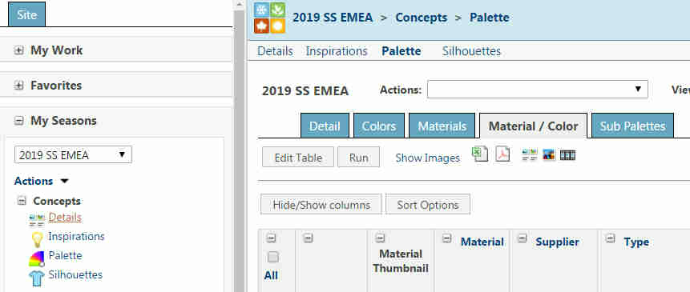 Site
My Work
Favorites
My Seasons
2019 SS EMEA
Actions
Concepts
Details
Inspirations
Palette
Silhouettes
2019 SS EMEA > Concepts > Palette
Details Inspirations Palette Silhouettes
2019 SS EMEA Actions: View
Detail Colors Materials Material / Color Sub Palettes
Edit Table Run Show Images
Hide/Show columns Sort Options
All
Material Thumbnail
Material
Supplier
Type